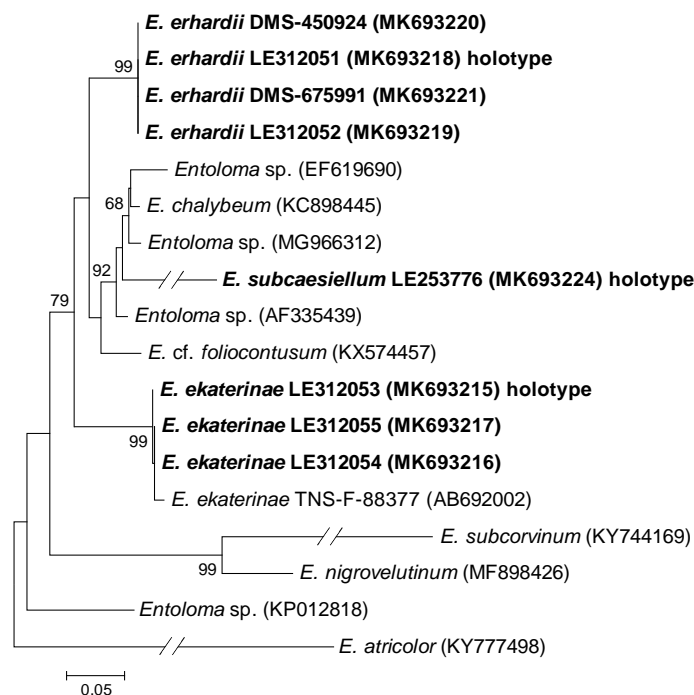 E. erhardii DMS-450924 (MK693220)
99
E. erhardii LE312051 (MK693218) holotype
E. erhardii DMS-675991 (MK693221)
E. erhardii LE312052 (MK693219)
Entoloma sp. (EF619690)
68
E. chalybeum (KC898445)
Entoloma sp. (MG966312)
92
E. subcaesiellum LE253776 (MK693224) holotype
79
Entoloma sp. (AF335439)
E. cf. foliocontusum (KX574457)
E. ekaterinae LE312053 (MK693215) holotype
E. ekaterinae LE312055 (MK693217)
99
E. ekaterinae LE312054 (MK693216)
E. ekaterinae TNS-F-88377 (AB692002)
E. subcorvinum (KY744169)
99
E. nigrovelutinum (MF898426)
Entoloma sp. (KP012818)
E. atricolor (KY777498)
0.05